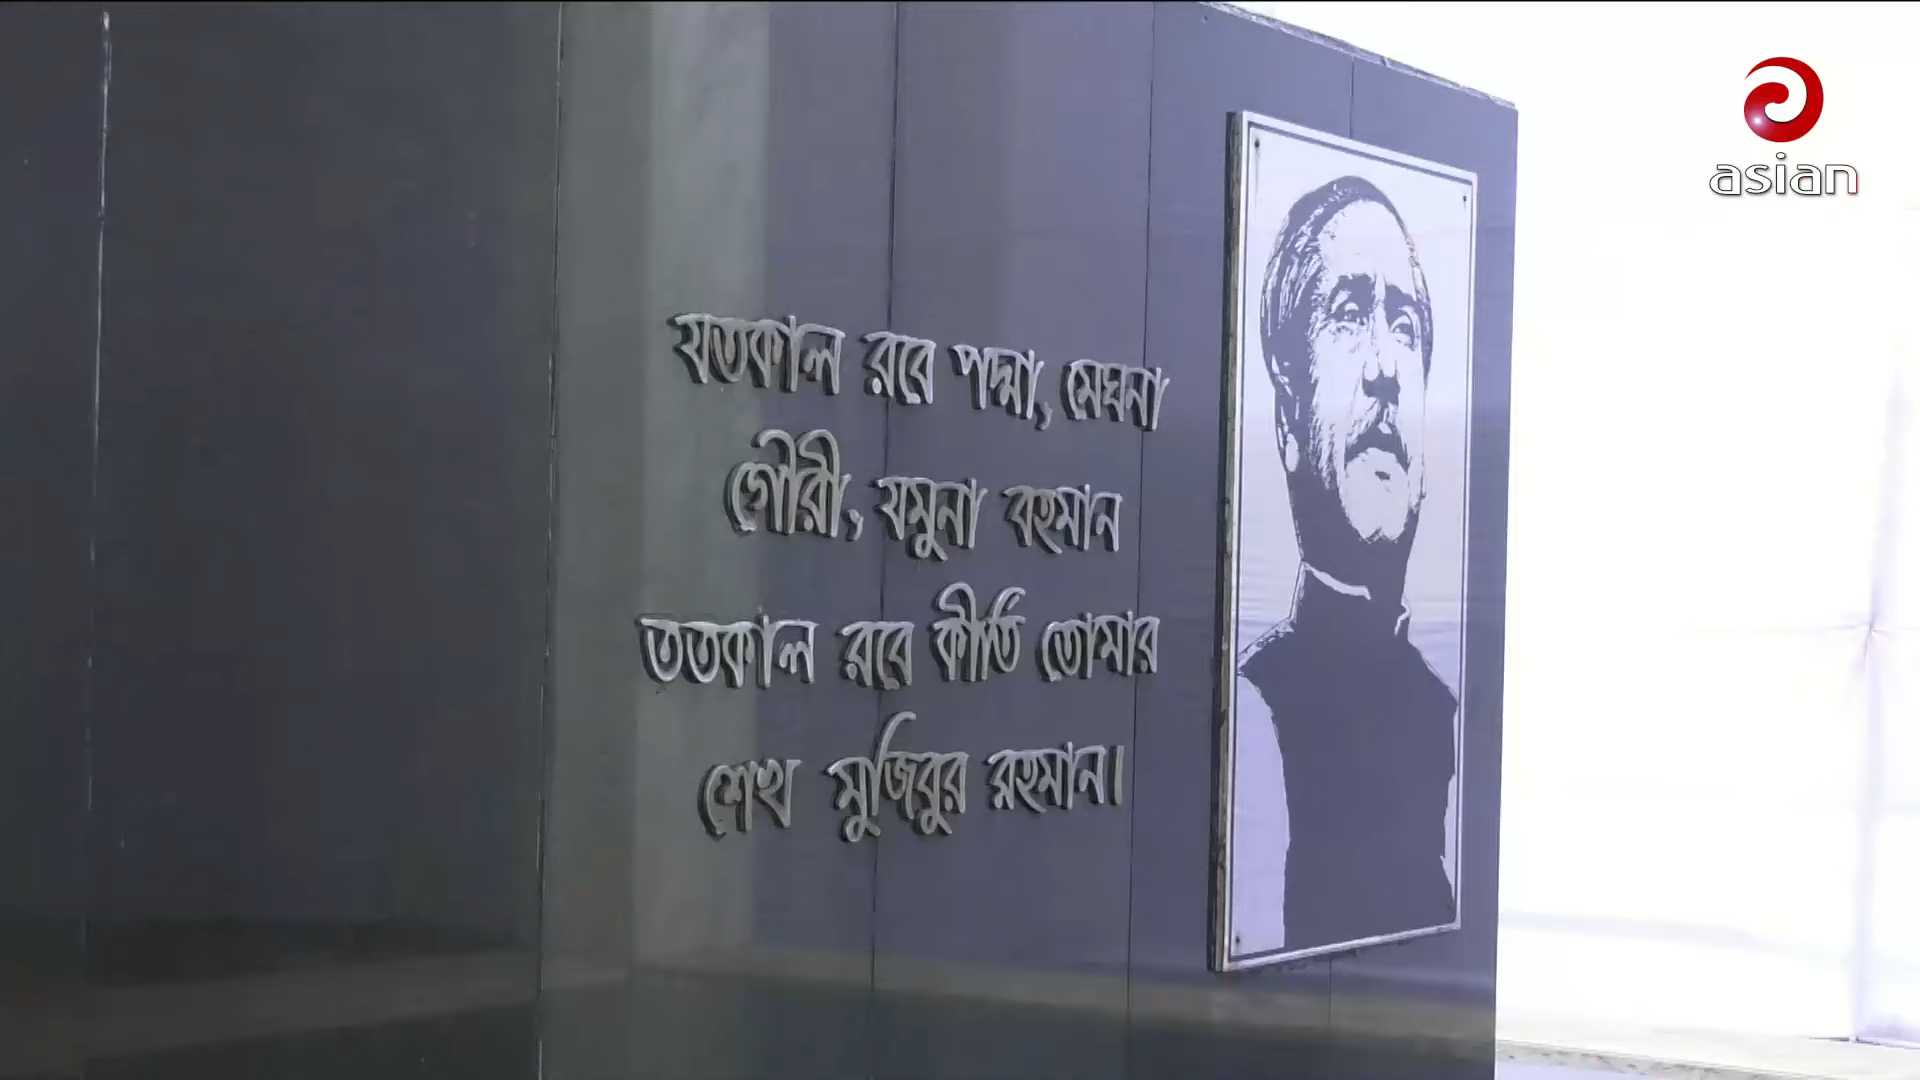 যতকাল রবে পদ্মা, মেঘনা
গৌরী, যমুনা বহমান
ততকাল রবে কীর্তি তোমার
শেখ মুজিবুর রহমান।
asian